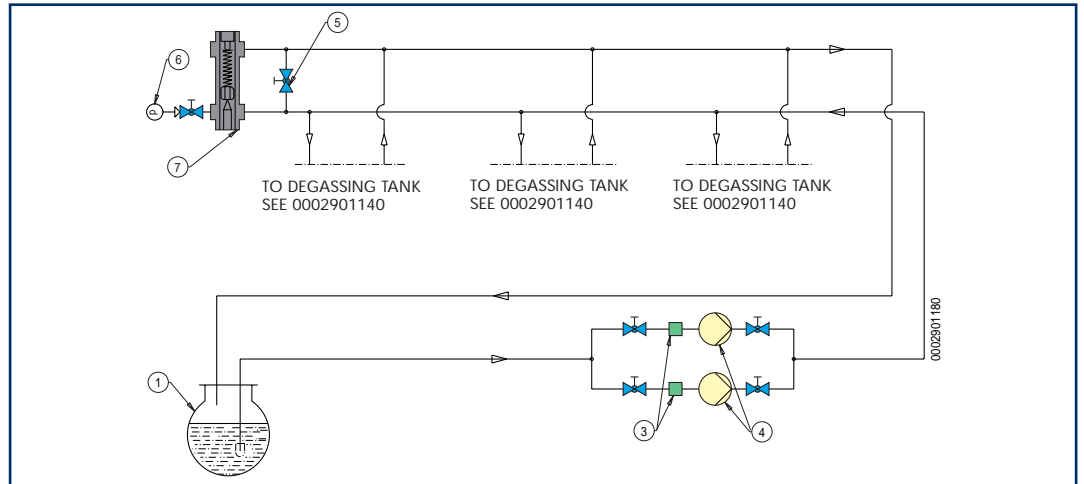 5
6
P
7
TO DEGASSING TANK
SEE 0002901140
TO DEGASSING TANK
SEE 0002901140
TO DEGASSING TANK
SEE 0002901140
0002901180
1
3
4